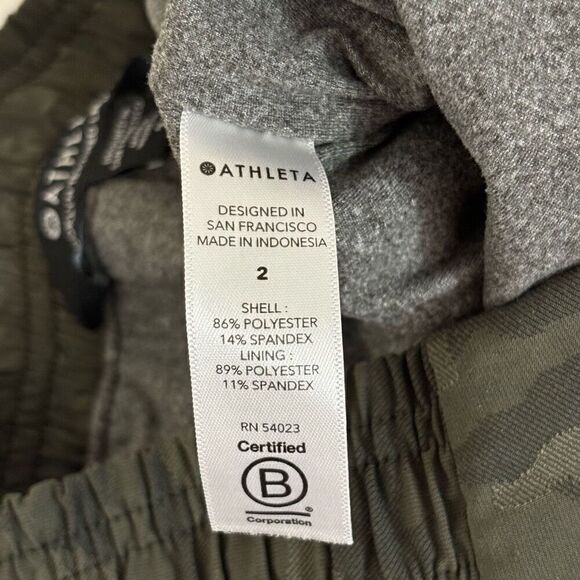 ATHLETA
DESIGNED IN
SAN FRANCISCO
MADE IN INDONESIA
2
SHELL :
86% POLYESTER
14% SPANDEX
LINING :
89% POLYESTER
11% SPANDEX
RN 54023
Certified
B
Corporation
ATHLETA